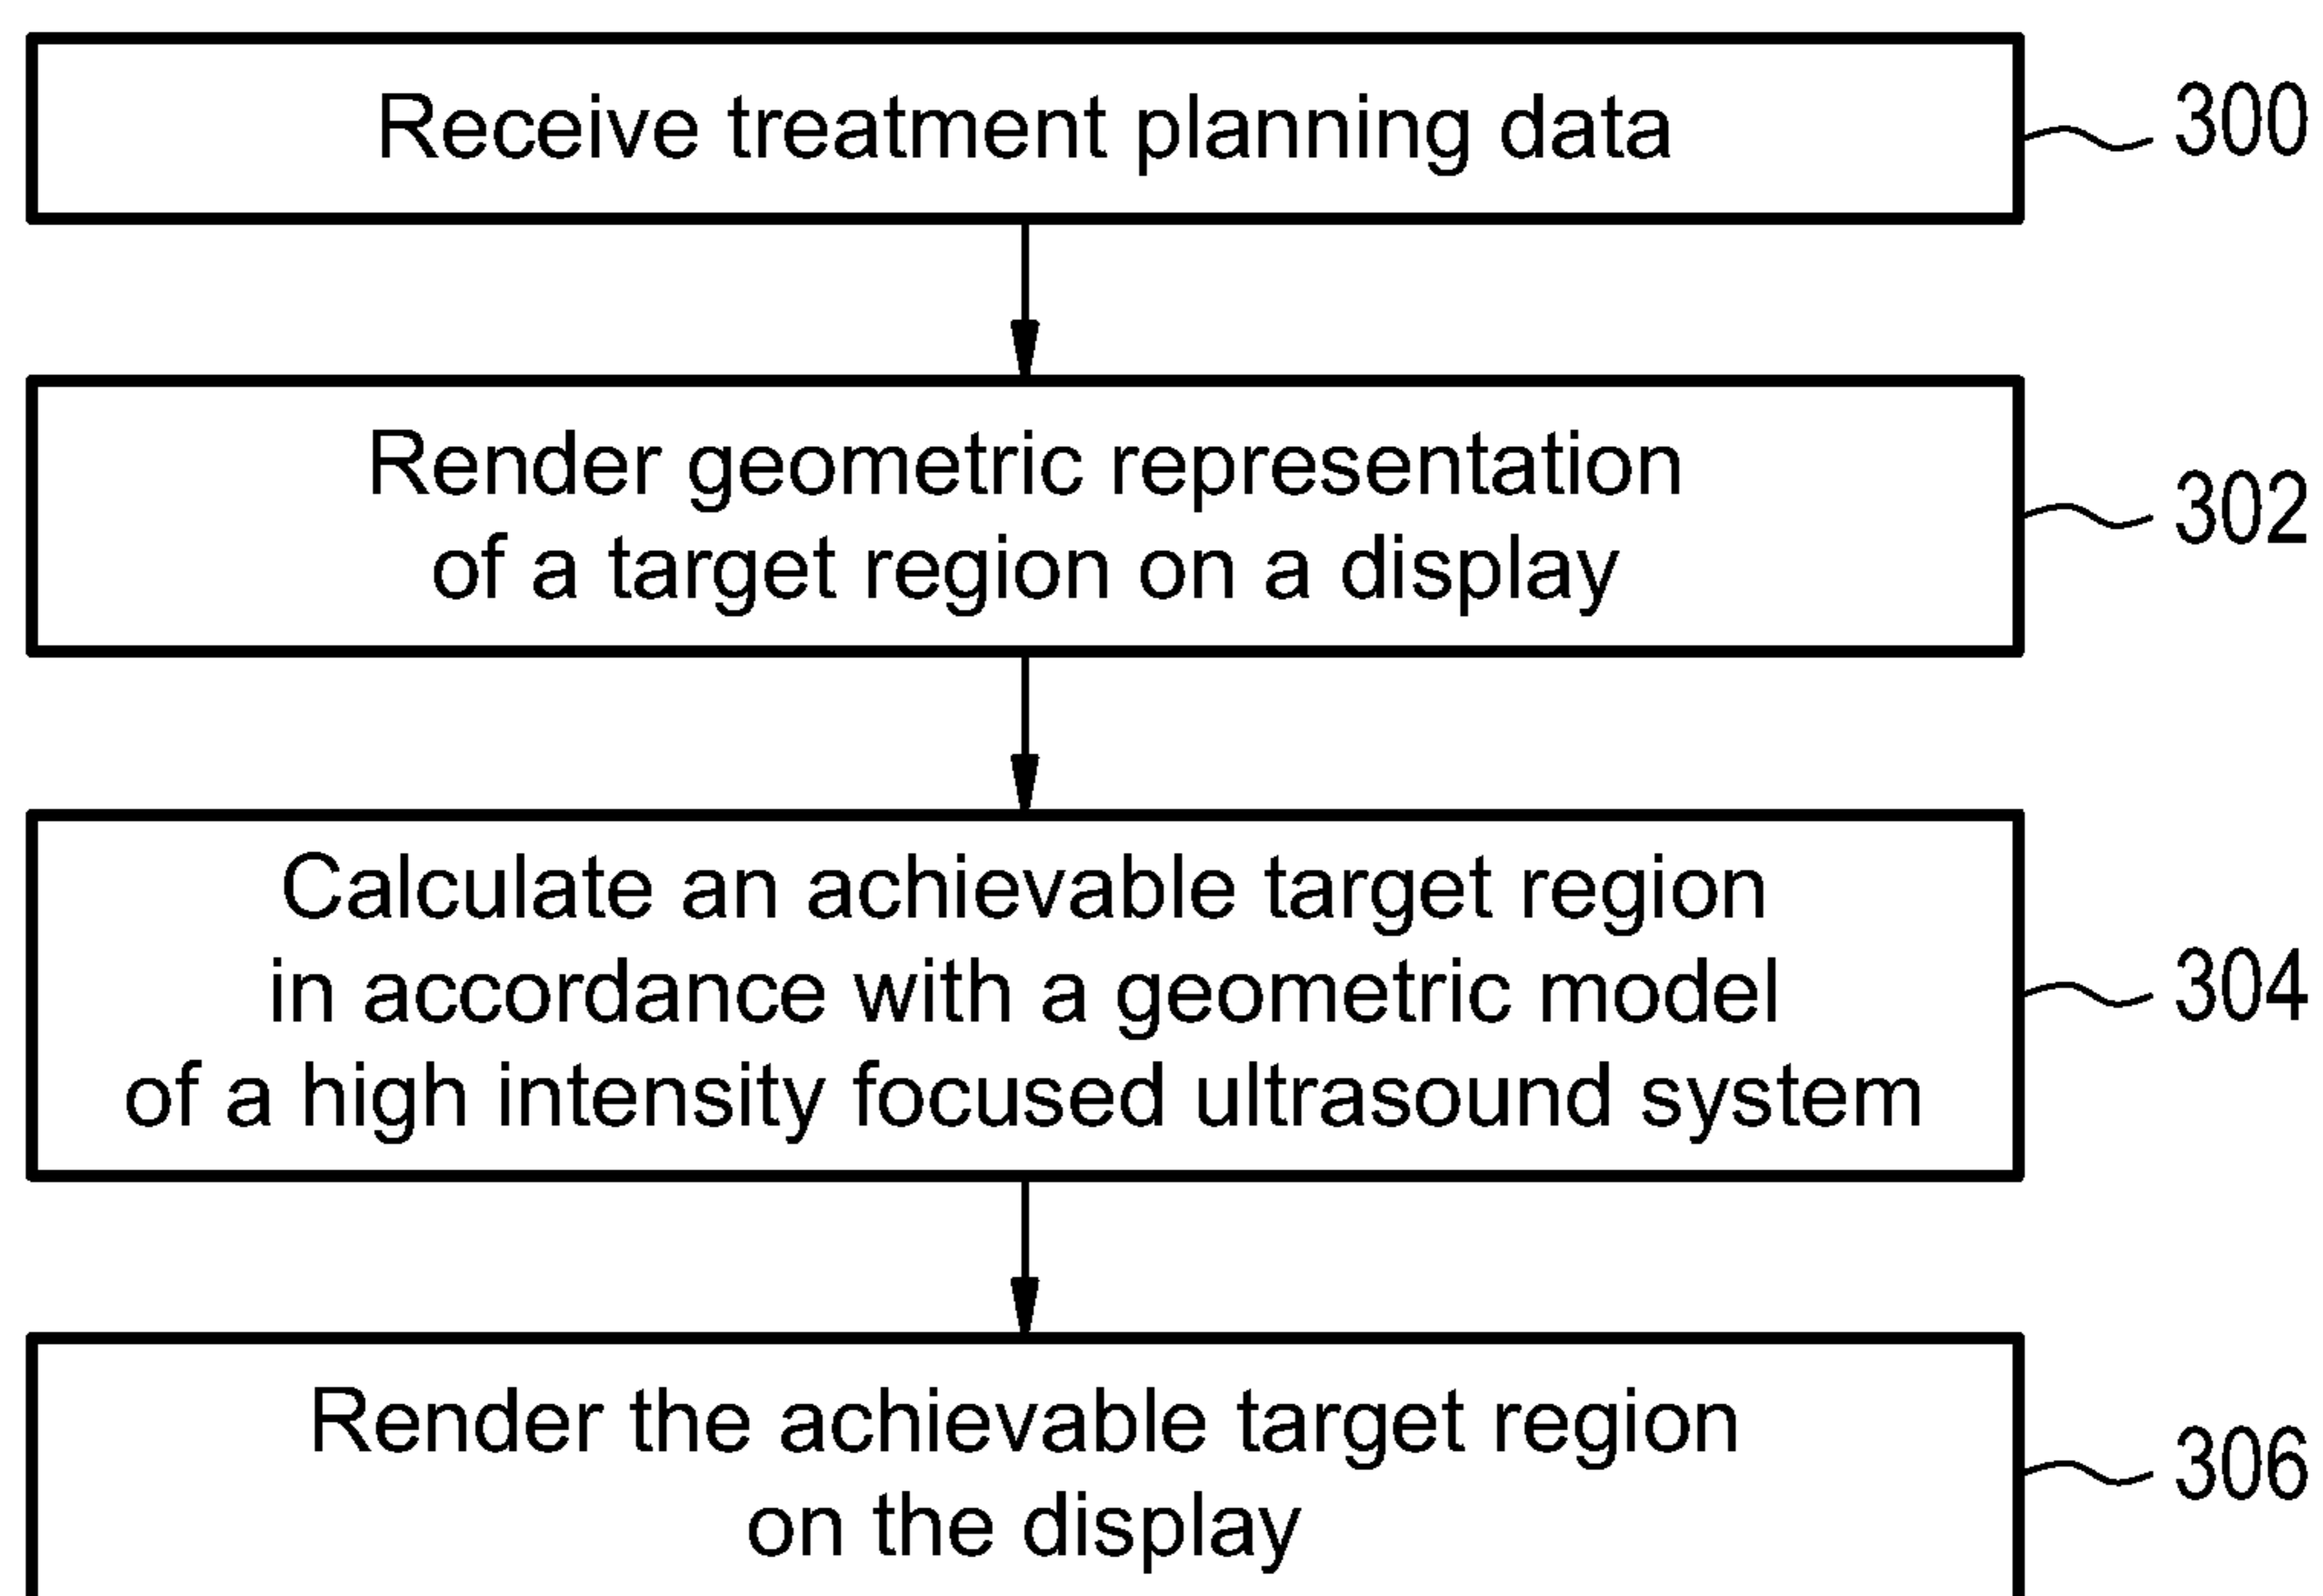 Receive treatment planning data
300
Render geometric representation
of a target region on a display
302
Calculate an achievable target region
in accordance with a geometric model
of a high intensity focused ultrasound system
304
Render the achievable target region
on the display
306